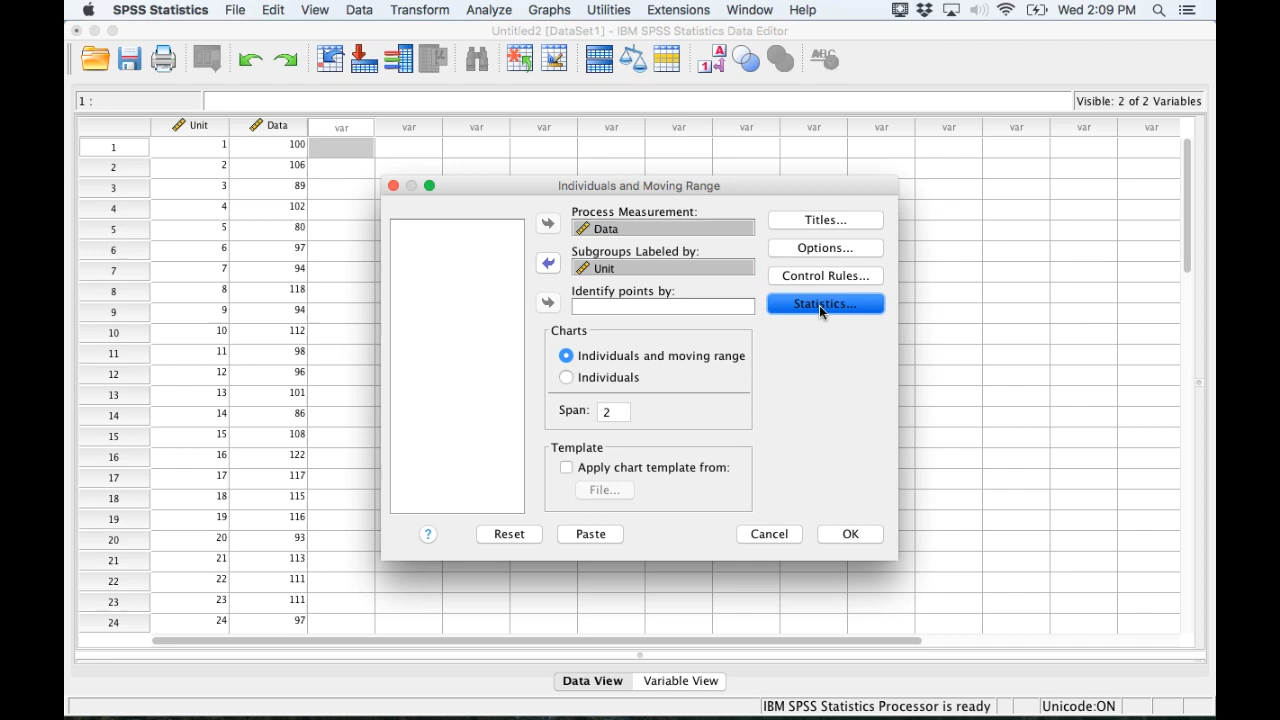 SPSS Statistics File Edit View Data Transform Analyze Graphs Utilities Extensions Window Help Wed 2:09 PM
Untitled2 [DataSet1] - IBM SPSS Statistics Data Editor
A
1
ABC
1 : Visible: 2 of 2 Variables
Unit Data var var var var var var var var var var var var var
1 1 100
2 2 106
3 3 89
4 4 102
5 5 80
6 6 97
7 7 94
8 8 118
9 9 94
10 10 112
11 11 98
12 12 96
13 13 101
14 14 86
15 15 108
16 16 122
17 17 117
18 18 115
19 19 116
20 20 93
21 21 113
22 22 111
23 23 111
24 24 97
Individuals and Moving Range
Process Measurement:
Data
Subgroups Labeled by:
Unit
Identify points by:
Titles...
Options...
Control Rules...
Statistics...
Charts
Individuals and moving range
Individuals
Span: 2
Template
Apply chart template from:
File...
? Reset Paste Cancel OK
Data View Variable View
IBM SPSS Statistics Processor is ready Unicode:ON